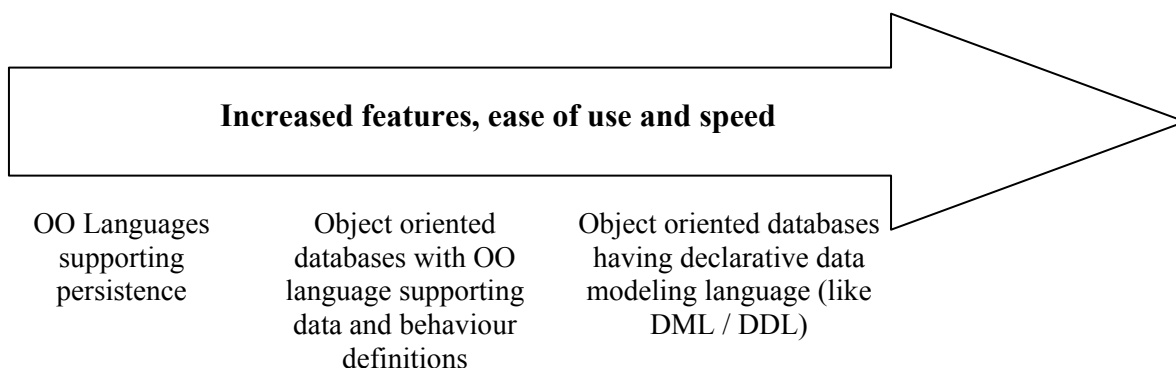 Increased features, ease of use and speed
OO Languages
supporting
persistence
Object oriented
databases with OO
language supporting
data and behaviour
definitions
Object oriented databases
having declarative data
modeling language (like
DML / DDL)